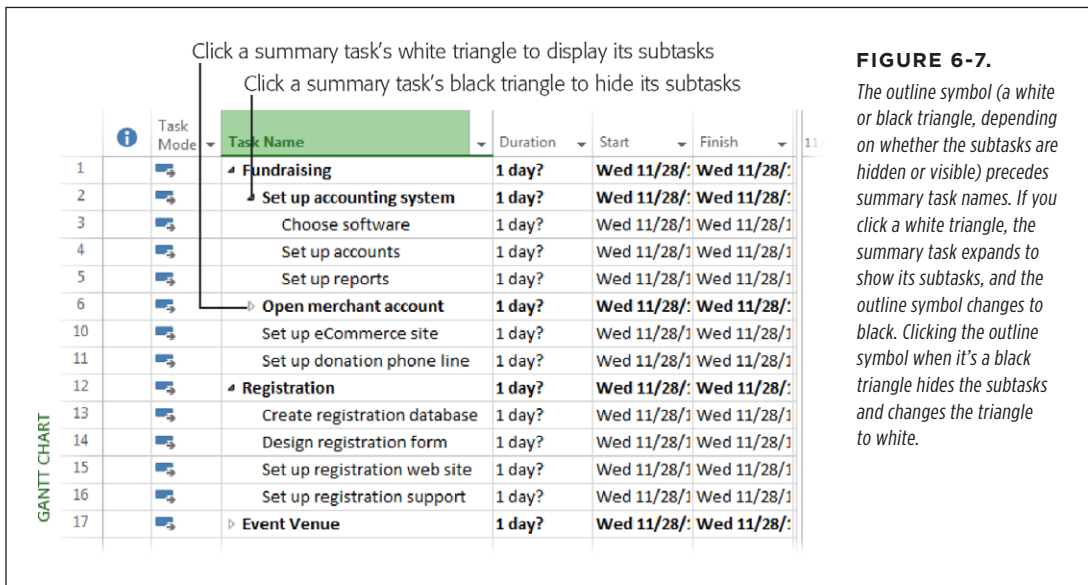 Click a summary task's white triangle to display its subtasks
Click a summary task's black triangle to hide its subtasks
Task Mode Task Name Duration Start Finish 11
1 Fundraising 1 day? Wed 11/28/1 Wed 11/28/1
2 Set up accounting system 1 day? Wed 11/28/1 Wed 11/28/1
3 Choose software 1 day? Wed 11/28/1 Wed 11/28/1
4 Set up accounts 1 day? Wed 11/28/1 Wed 11/28/1
5 Set up reports 1 day? Wed 11/28/1 Wed 11/28/1
6 Open merchant account 1 day? Wed 11/28/1 Wed 11/28/1
10 Set up eCommerce site 1 day? Wed 11/28/1 Wed 11/28/1
11 Set up donation phone line 1 day? Wed 11/28/1 Wed 11/28/1
12 Registration 1 day? Wed 11/28/1 Wed 11/28/1
13 Create registration database 1 day? Wed 11/28/1 Wed 11/28/1
14 Design registration form 1 day? Wed 11/28/1 Wed 11/28/1
15 Set up registration web site 1 day? Wed 11/28/1 Wed 11/28/1
16 Set up registration support 1 day? Wed 11/28/1 Wed 11/28/1
17 Event Venue 1 day? Wed 11/28/1 Wed 11/28/1
GANTT CHART
FIGURE 6-7.
The outline symbol (a white
or black triangle, depending
on whether the subtasks are
hidden or visible) precedes
summary task names. If you
click a white triangle, the
summary task expands to
show its subtasks, and the
outline symbol changes to
black. Clicking the outline
symbol when it's a black
triangle hides the subtasks
and changes the triangle
to white.